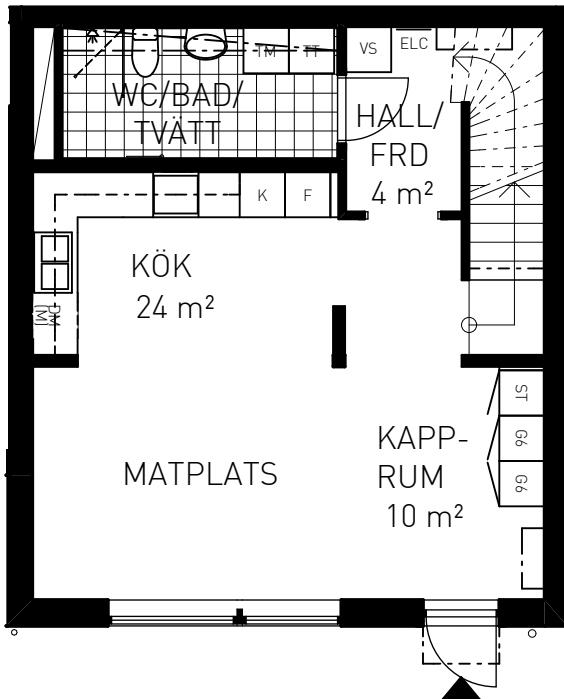 TM TT
VS
ELC
WC/BAD/
TVÄTT
HALL/
FRD
4 m²
K F
KÖK
24 m²
DM
(M)
ST
G6
G6
KAPP-
RUM
10 m²
MATPLATS